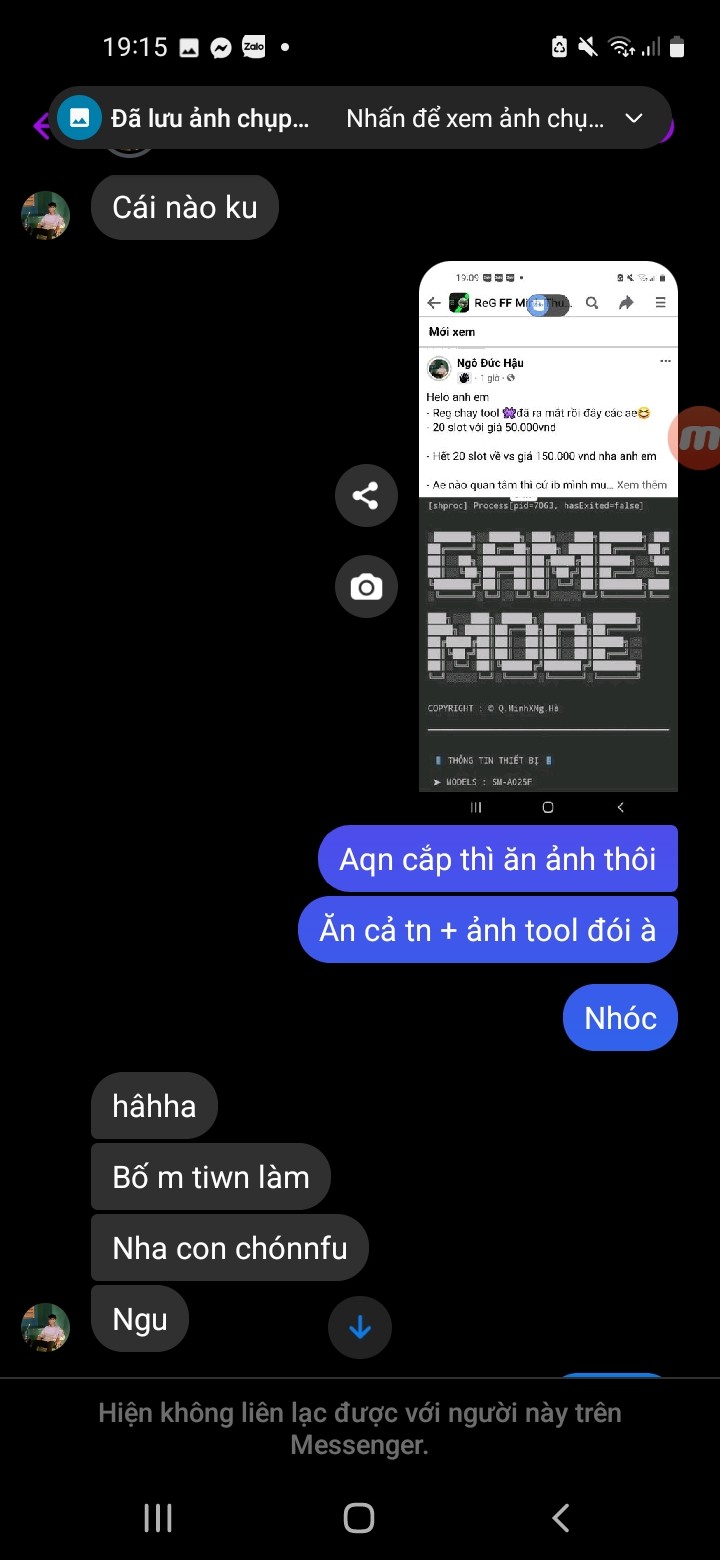 19:15
Zalo
Đã lưu ảnh chụp... Nhấn để xem ảnh chụ...
Cái nào ku
19:09
ReG FF Mi
Mới xem
Ngô Đức Hậu
1 giờ
Helo anh em
- Reg chay tool đã ra mắt rồi đây các ae
- 20 slot với giá 50.000vnd
- Hết 20 slot về vs giá 150.000 vnd nha anh em
- Ae nào quan tâm thì cứ ib mình mu... Xem thêm
[shproc] Process[pid=7063, hasExited=false]
GAME
MODE
COPYRIGHT : © Q.MinhXNg.Hê
THÔNG TIN THIẾT BỊ
➤ MODELS : SM-A025F
Aqn cắp thì ăn ảnh thôi
Ăn cả tn + ảnh tool đói à
Nhóc
hâhha
Bố m tiwn làm
Nha con chónnfu
Ngu
Hiện không liên lạc được với người này trên
Messenger.